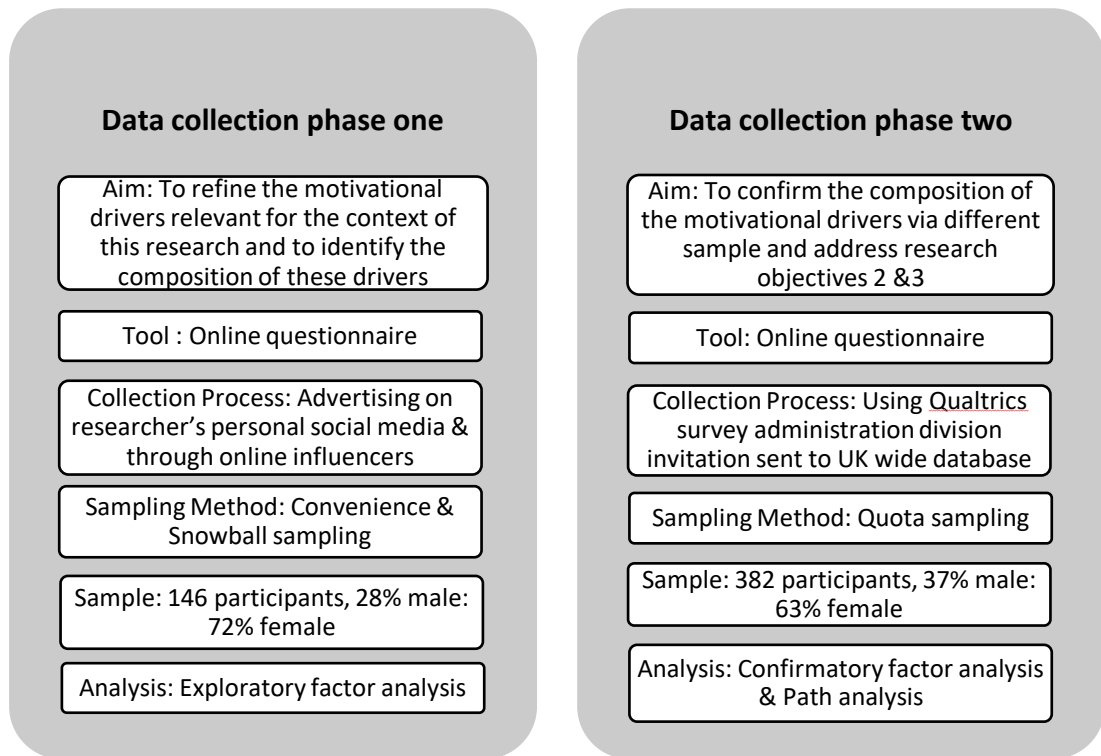 Data collection phase one
Aim: To refine the motivational
drivers relevant for the context of
this research and to identify the
composition of these drivers
Tool : Online questionnaire
Collection Process: Advertising on
researcher’s personal social media &
through online influencers
Sampling Method: Convenience &
Snowball sampling
Sample: 146 participants, 28% male:
72% female
Analysis: Exploratory factor analysis
Data collection phase two
Aim: To confirm the composition of
the motivational drivers via different
sample and address research
objectives 2 &3
Tool: Online questionnaire
Collection Process: Using Qualtrics
survey administration division
invitation sent to UK wide database
Sampling Method: Quota sampling
Sample: 382 participants, 37% male:
63% female
Analysis: Confirmatory factor analysis
& Path analysis